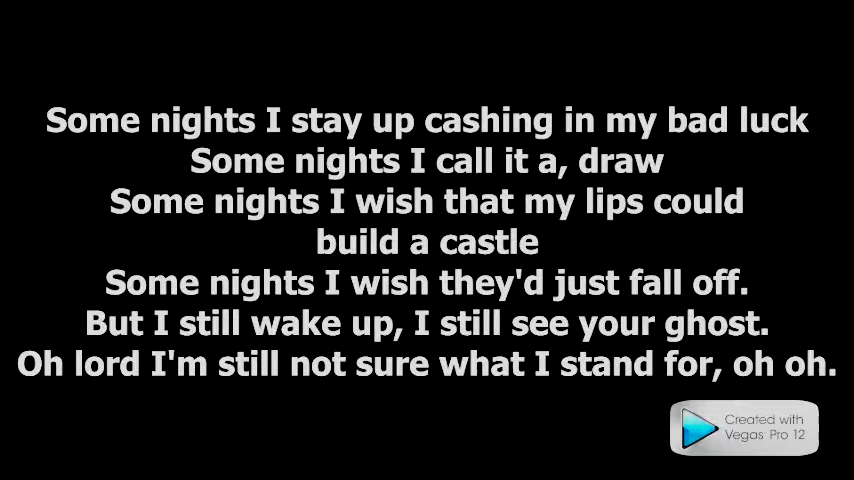 Some nights I stay up cashing in my bad luck
Some nights I call it a, draw
Some nights I wish that my lips could
build a castle
Some nights I wish they'd just fall off.
But I still wake up, I still see your ghost.
Oh lord I'm still not sure what I stand for, oh oh.
Created with
Vegas Pro 12